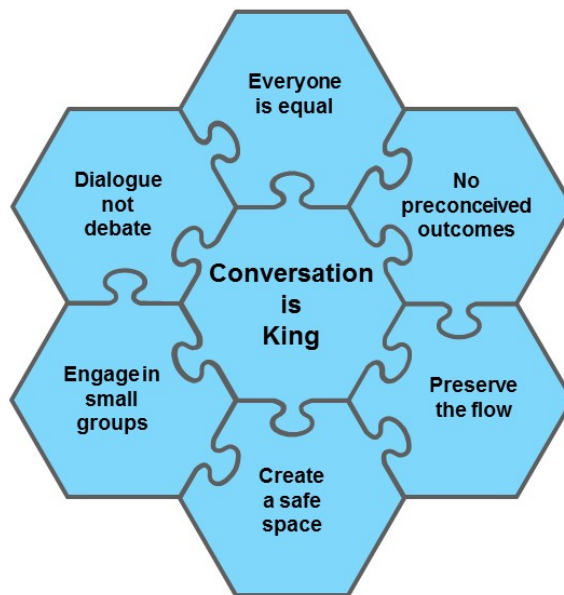 Everyone
is equal
No
preconceived
outcomes
Dialogue
not
debate
Conversation
is
King
Engage in
small
groups
Preserve
the flow
Create
a safe
space